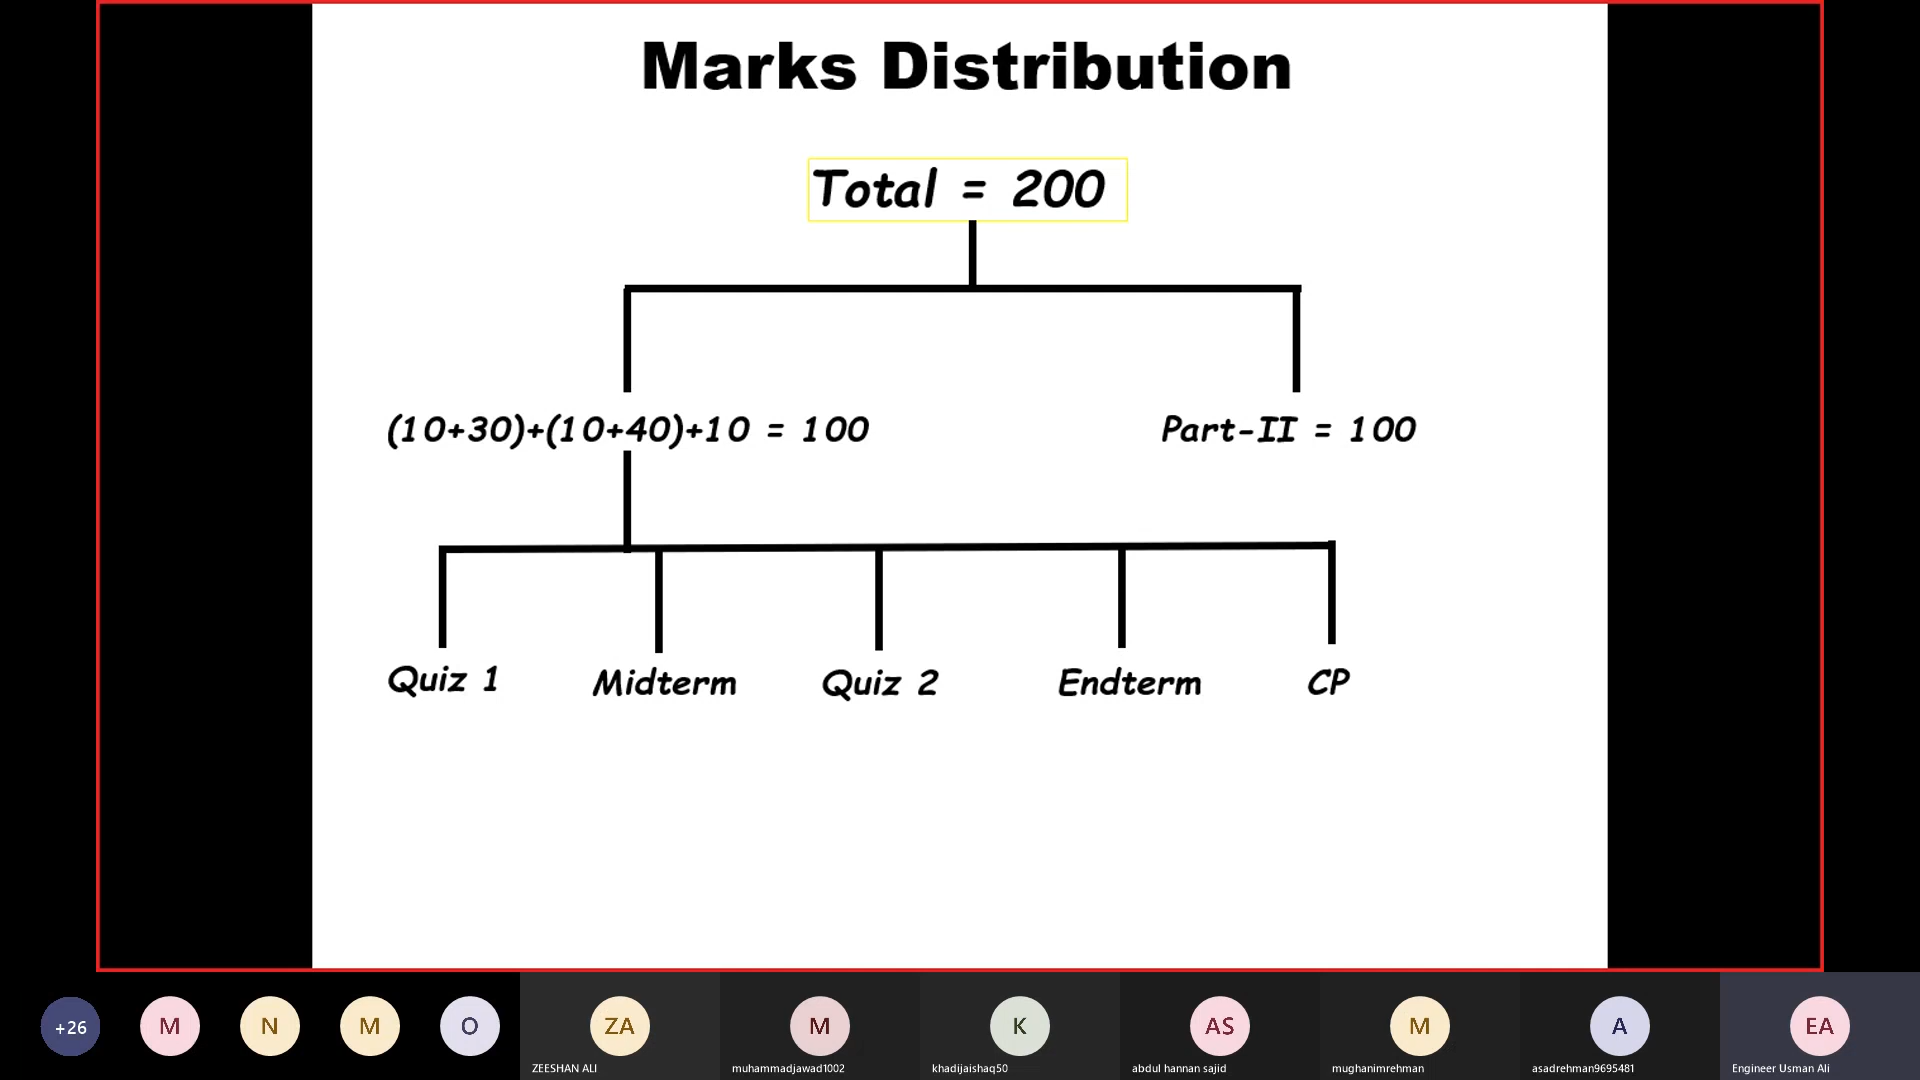 Marks Distribution
Total = 200
(10+30)+(10+40)+10 = 100
Part-II = 100
Quiz 1
Midterm
Quiz 2
Endterm
CP
+26
M
N
M
O
ZA
M
K
AS
M
A
EA
ZEESHAN ALI
muhammadjawad1002
khadijaishaq50
abdul hannan sajid
mughanimrehman
asadrehman9695481
Engineer Usman Ali